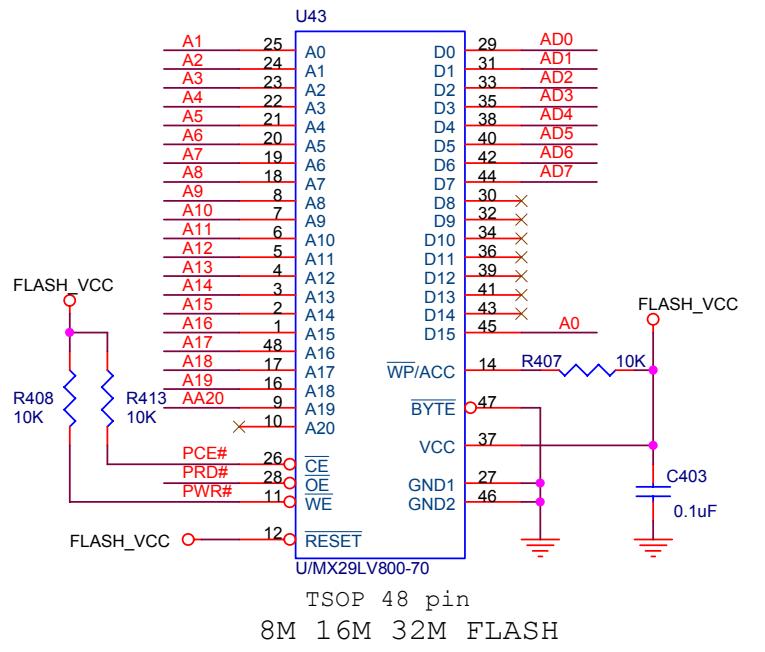 U43
A1 25 A0 D0 29 AD0
A2 24 A1 D1 31 AD1
A3 23 A2 D2 33 AD2
A4 22 A3 D3 35 AD3
A5 21 A4 D4 38 AD4
A6 20 A5 D5 40 AD5
A7 19 A6 D6 42 AD6
A8 18 A7 D7 44 AD7
A9 8 A8 D8 30
A10 7 A9 D9 32
A11 6 A10 D10 34
A12 5 A11 D11 36
A13 4 A12 D12 39
A14 3 A13 D13 41
A15 2 A14 D14 43
A16 1 A15 D15 45 A0
A17 48 A16
A18 17 A17 WP/ACC 14 R407 10K
A19 16 A18
AA20 9 A19 BYTE 47
10 A20
VCC 37
FLASH_VCC
FLASH_VCC
R408
10K
R413
10K
PCE# 26 CE
PRD# 28 OE GND1 27
PWR# 11 WE GND2 46
C403
0.1uF
FLASH_VCC 12 RESET
U/MX29LV800-70
TSOP 48 pin
8M 16M 32M FLASH